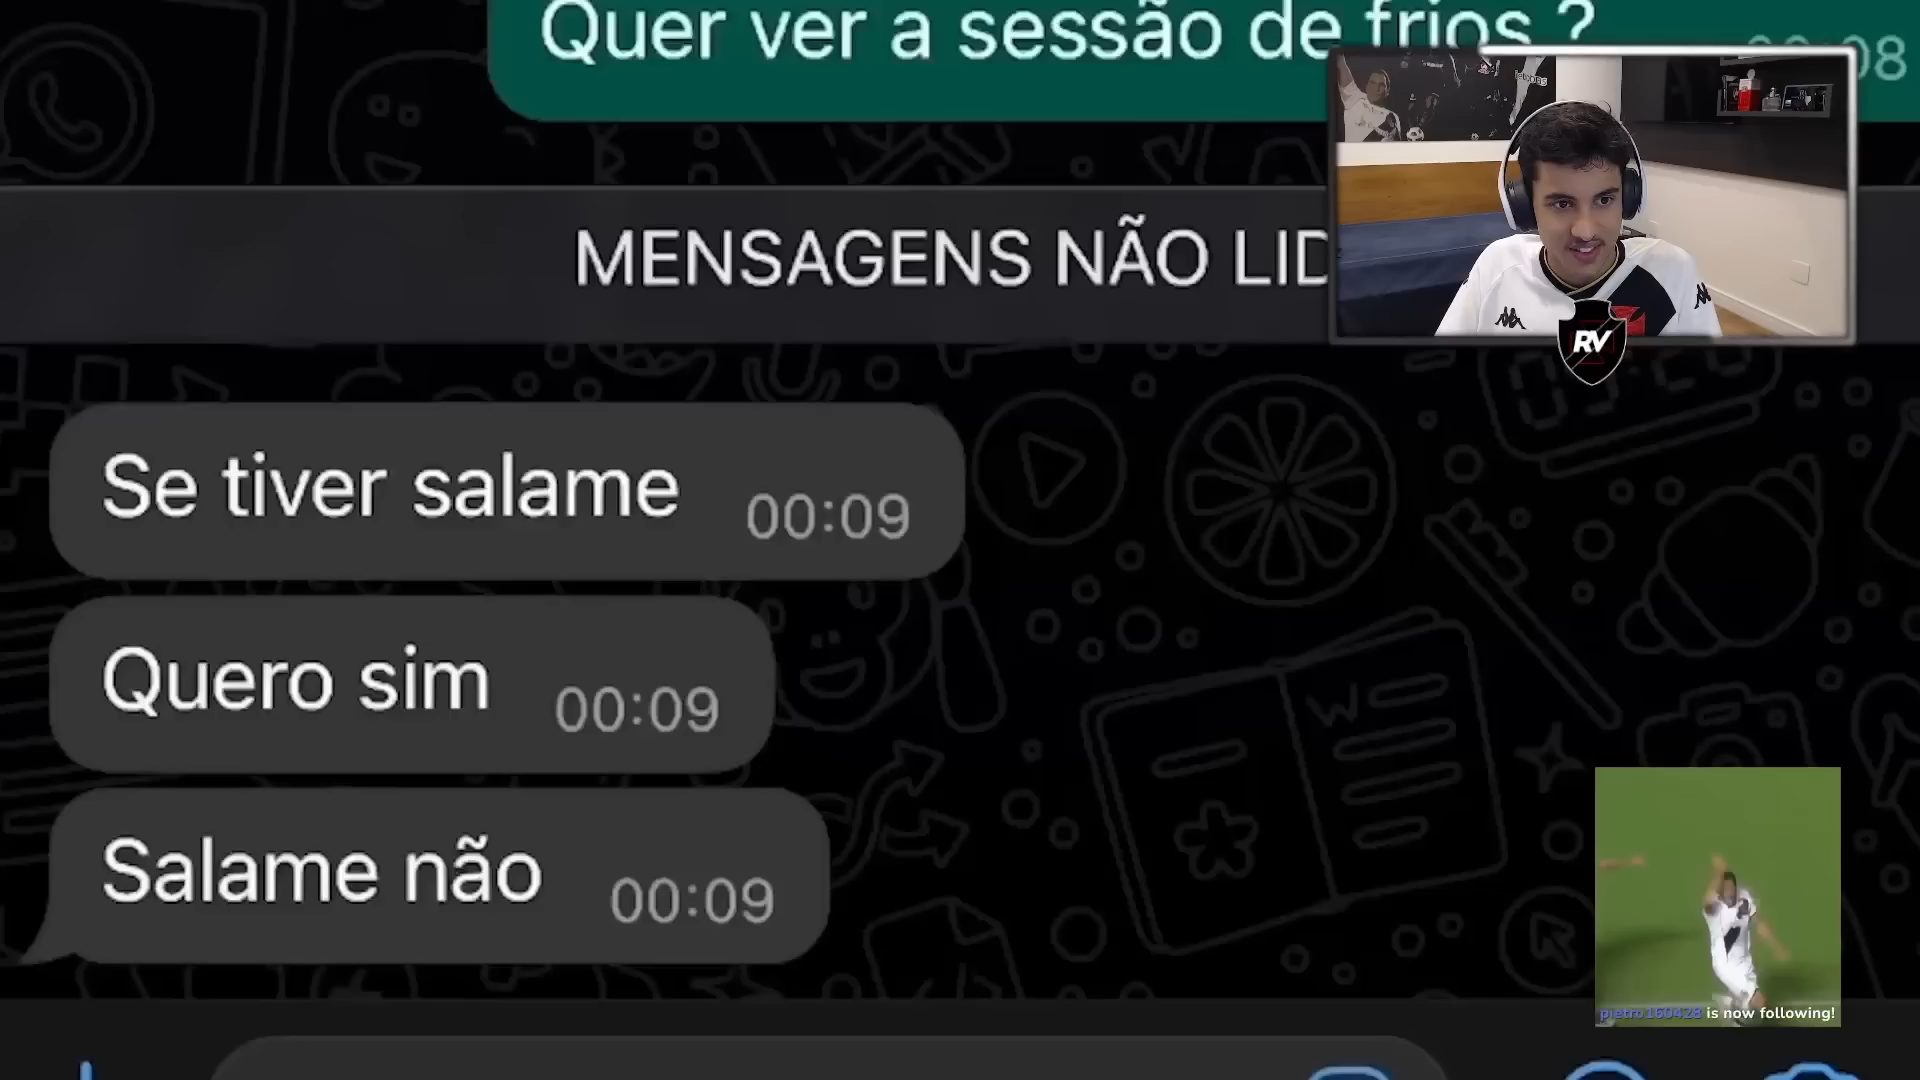 Quer ver a sessão de frios ?
MENSAGENS NÃO LID
Se tiver salame 00:09
Quero sim 00:09
Salame não 00:09
RV
pietro160428 is now following!